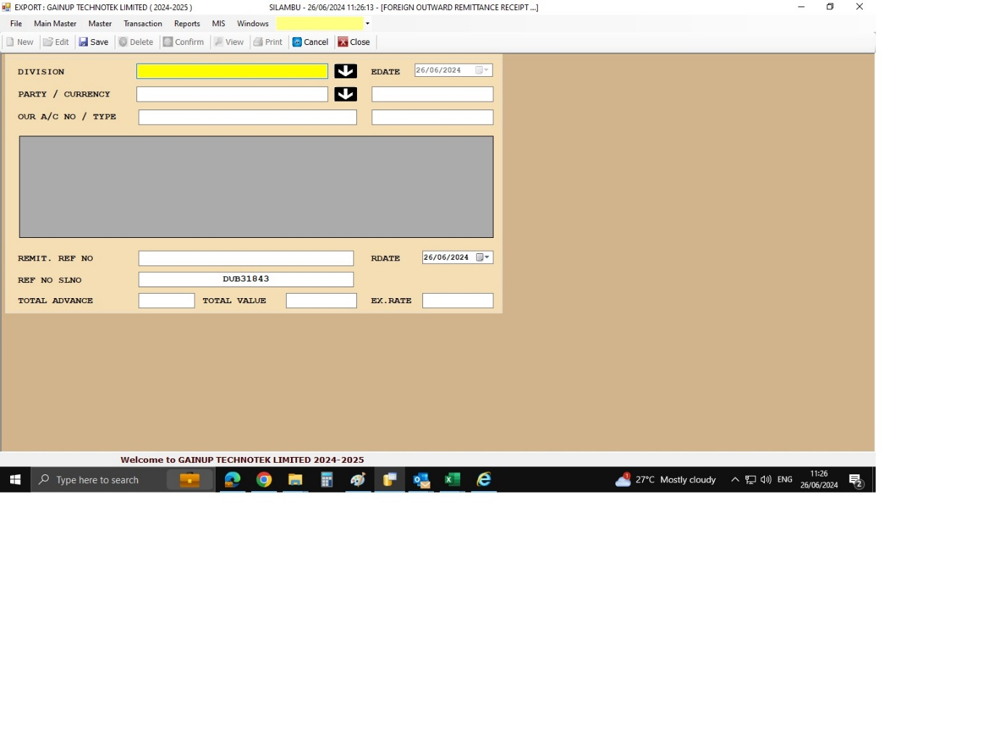 EXPORT : GAINUP TECHNOTEK LIMITED ( 2024-2025 ) SILAMBU - 26/06/2024 11:26:13 - [FOREIGN OUTWARD REMITTANCE RECEIPT ...]
File Main Master Master Transaction Reports MIS Windows
New Edit Save Delete Confirm View Print Cancel Close
DIVISION EDATE 26/06/2024
PARTY / CURRENCY
OUR A/C NO / TYPE
REMIT. REF NO RDATE 26/06/2024
REF NO SLNO DUB31843
TOTAL ADVANCE TOTAL VALUE EX.RATE
Welcome to GAINUP TECHNOTEK LIMITED 2024-2025
Type here to search 1 27°C Mostly cloudy ENG 11:26
26/06/2024 2